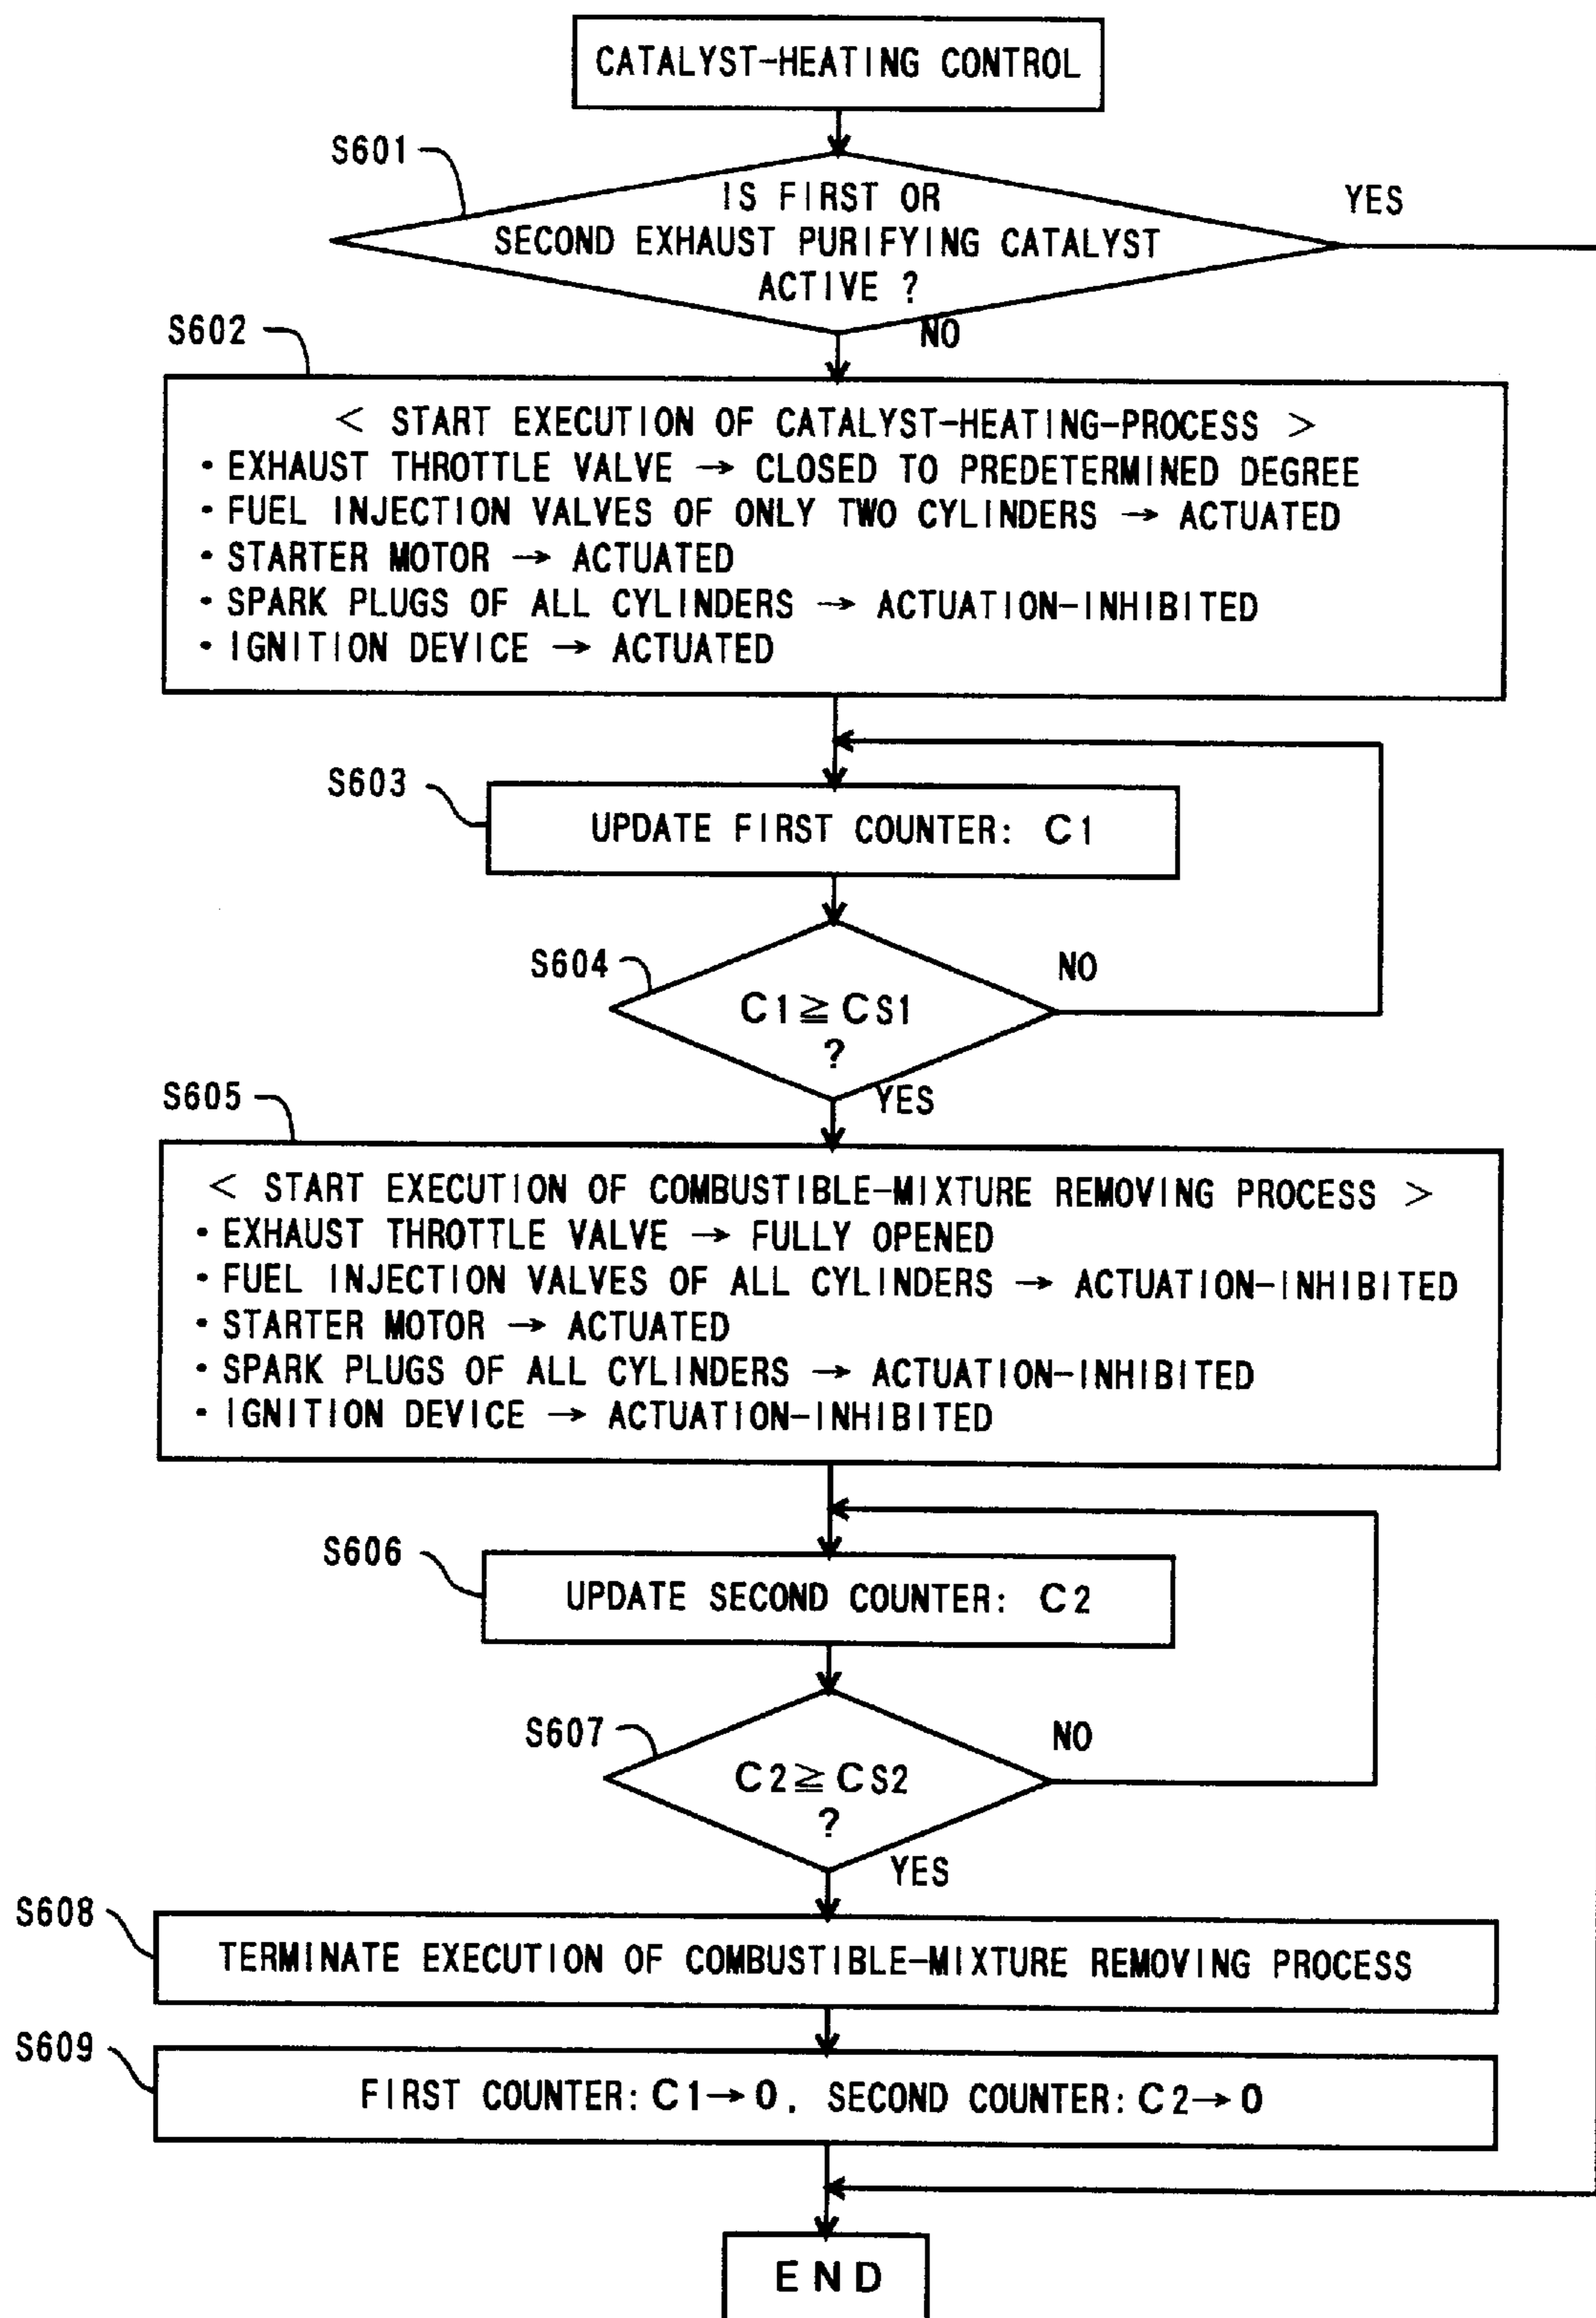 CATALYST-HEATING CONTROL
S601
IS FIRST OR
SECOND EXHAUST PURIFYING CATALYST
ACTIVE ?
YES
NO
S602
< START EXECUTION OF CATALYST-HEATING-PROCESS >
• EXHAUST THROTTLE VALVE → CLOSED TO PREDETERMINED DEGREE
• FUEL INJECTION VALVES OF ONLY TWO CYLINDERS → ACTUATED
• STARTER MOTOR → ACTUATED
• SPARK PLUGS OF ALL CYLINDERS → ACTUATION-INHIBITED
• IGNITION DEVICE → ACTUATED
S603
UPDATE FIRST COUNTER: C1
S604
C1≧CS1
?
NO
YES
S605
< START EXECUTION OF COMBUSTIBLE-MIXTURE REMOVING PROCESS >
• EXHAUST THROTTLE VALVE → FULLY OPENED
• FUEL INJECTION VALVES OF ALL CYLINDERS → ACTUATION-INHIBITED
• STARTER MOTOR → ACTUATED
• SPARK PLUGS OF ALL CYLINDERS → ACTUATION-INHIBITED
• IGNITION DEVICE → ACTUATION-INHIBITED
S606
UPDATE SECOND COUNTER: C2
S607
C2≧CS2
?
NO
YES
S608
TERMINATE EXECUTION OF COMBUSTIBLE-MIXTURE REMOVING PROCESS
S609
FIRST COUNTER: C1→0, SECOND COUNTER: C2→0
END